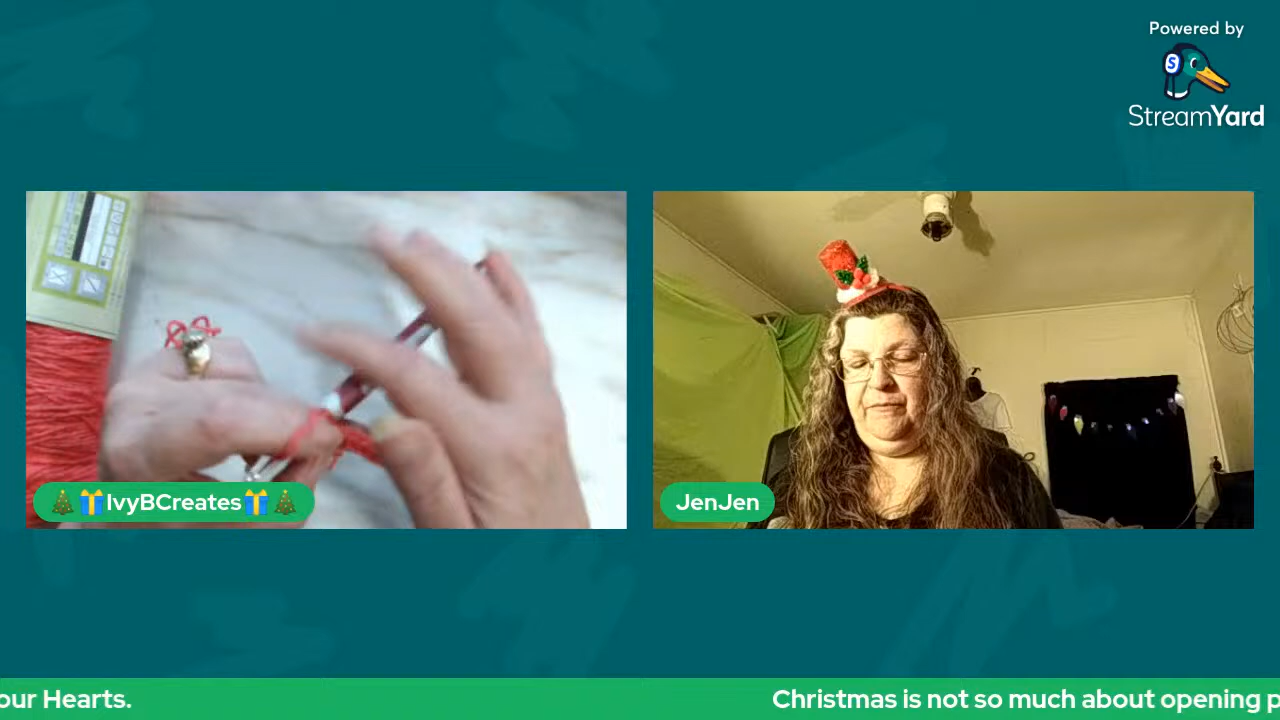 Powered by
S
StreamYard
IvyBCreates
JenJen
our Hearts.
Christmas is not so much about opening p